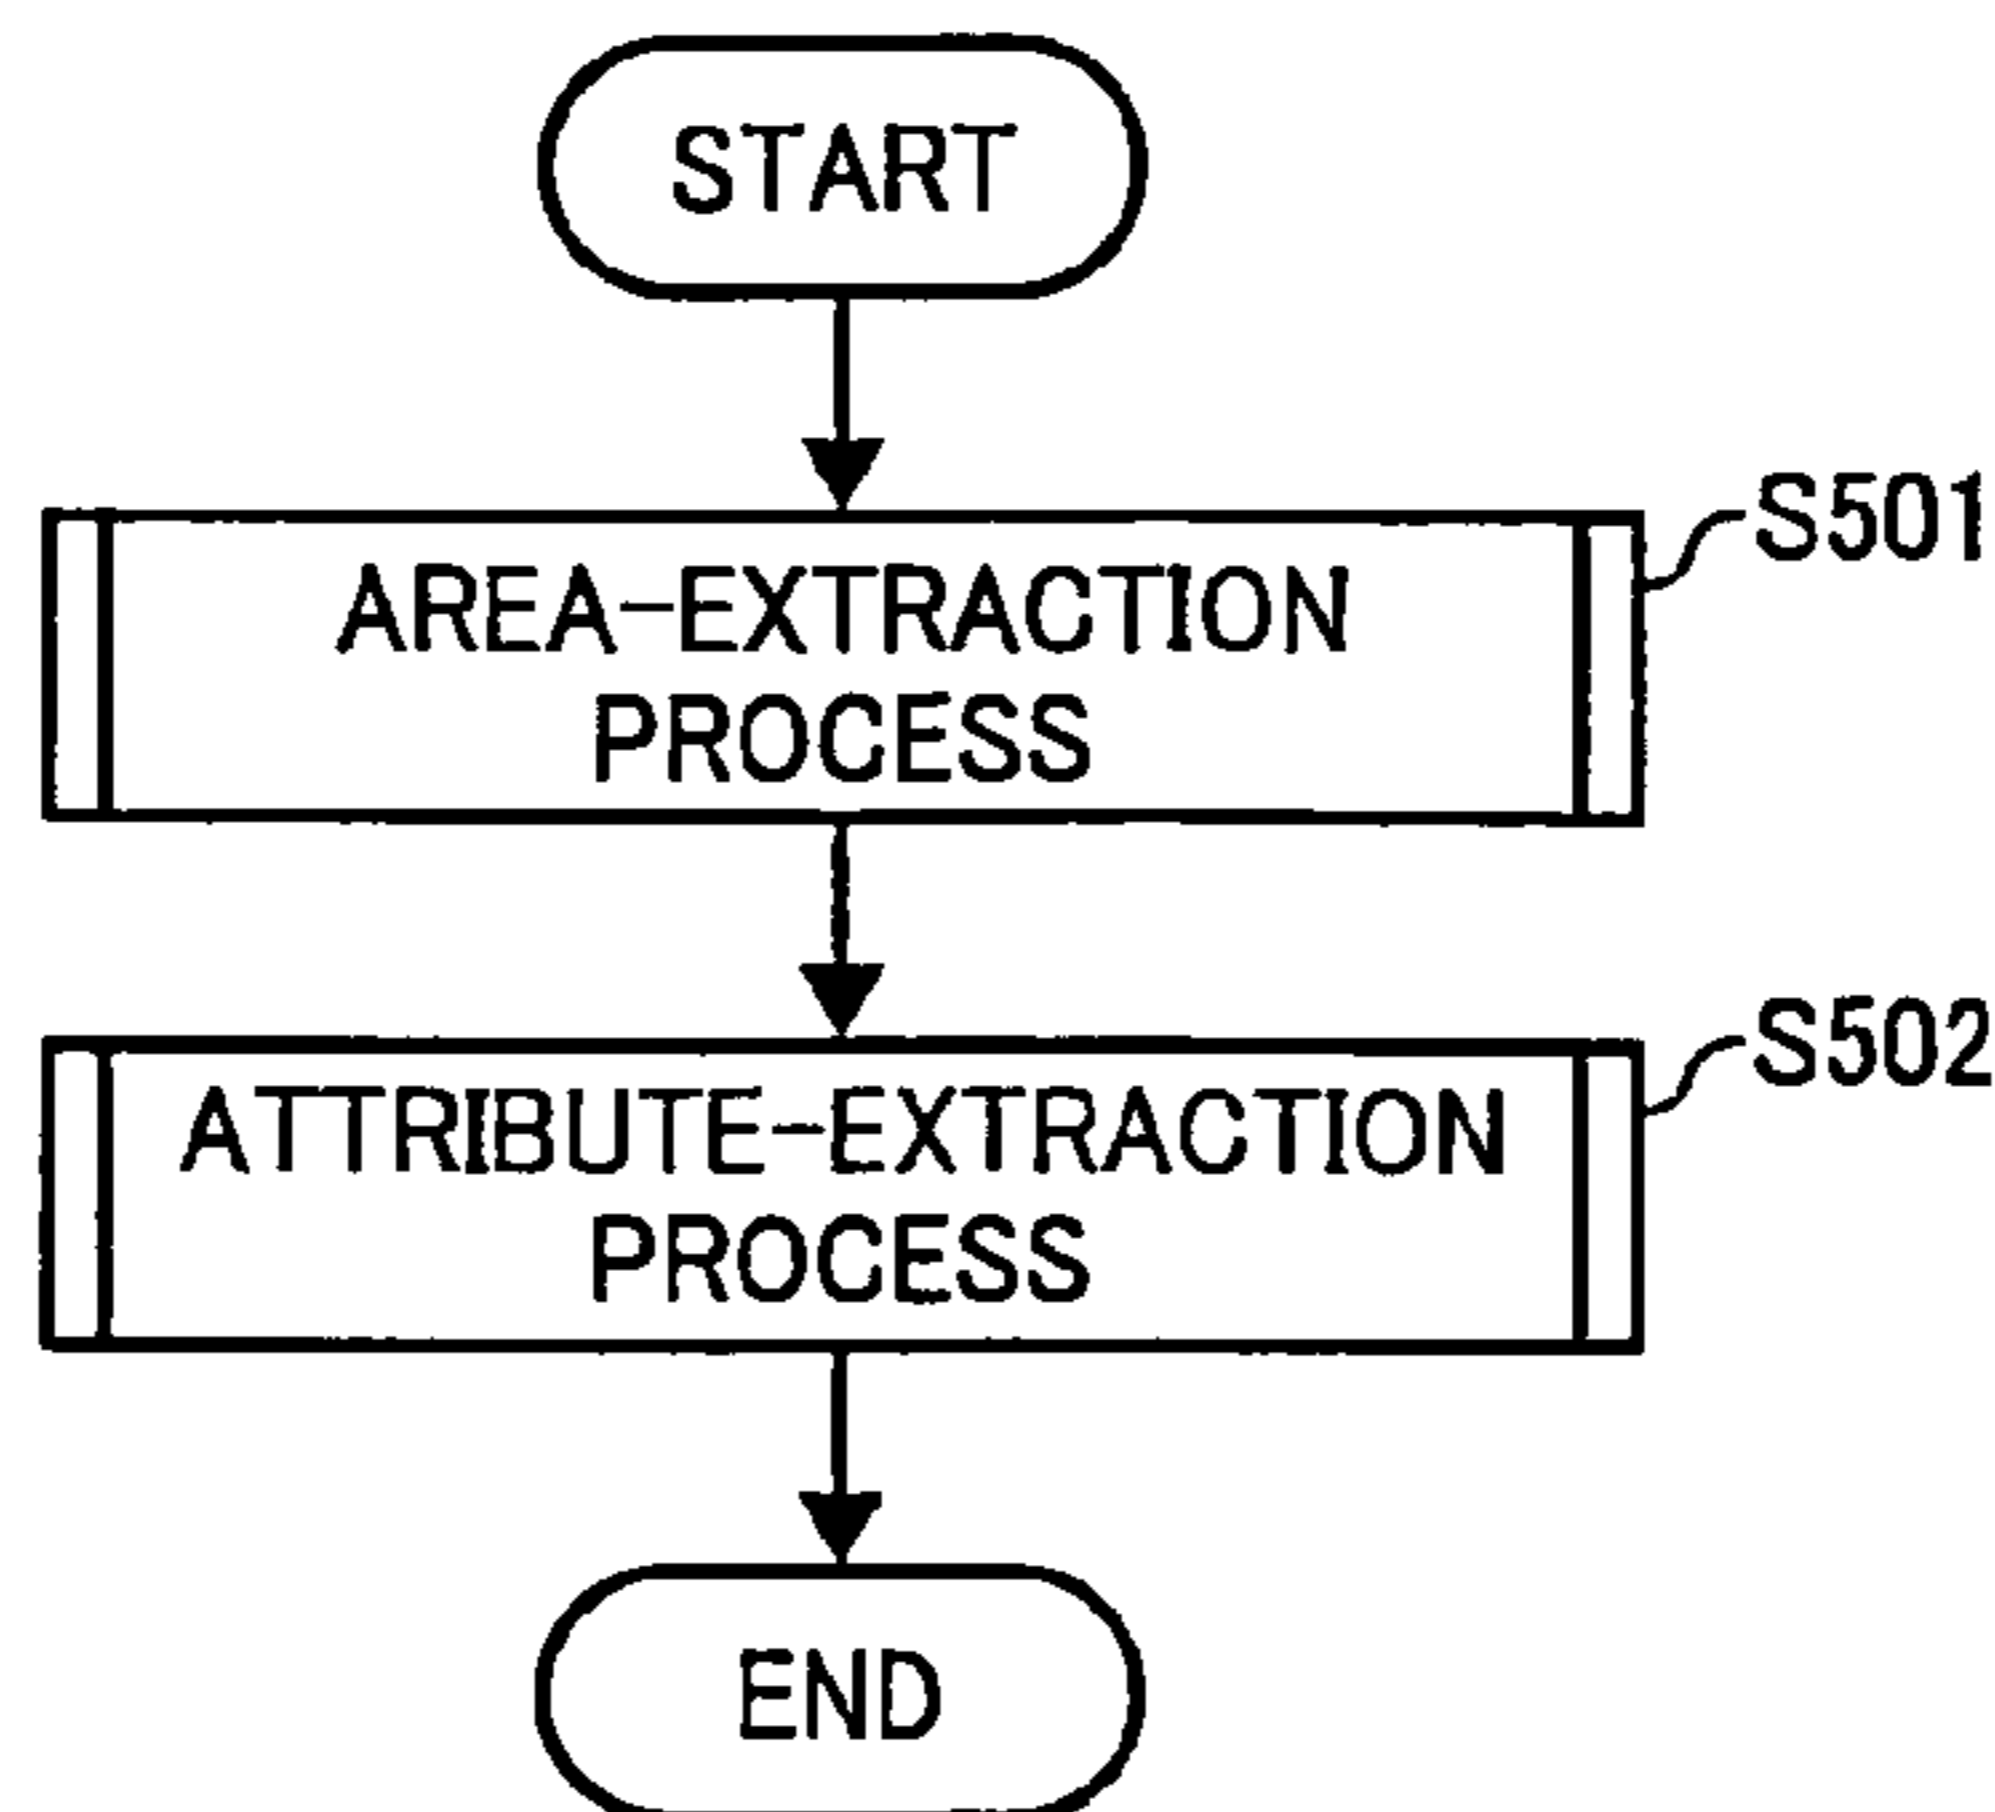 START
S501
AREA-EXTRACTION
PROCESS
S502
ATTRIBUTE-EXTRACTION
PROCESS
END